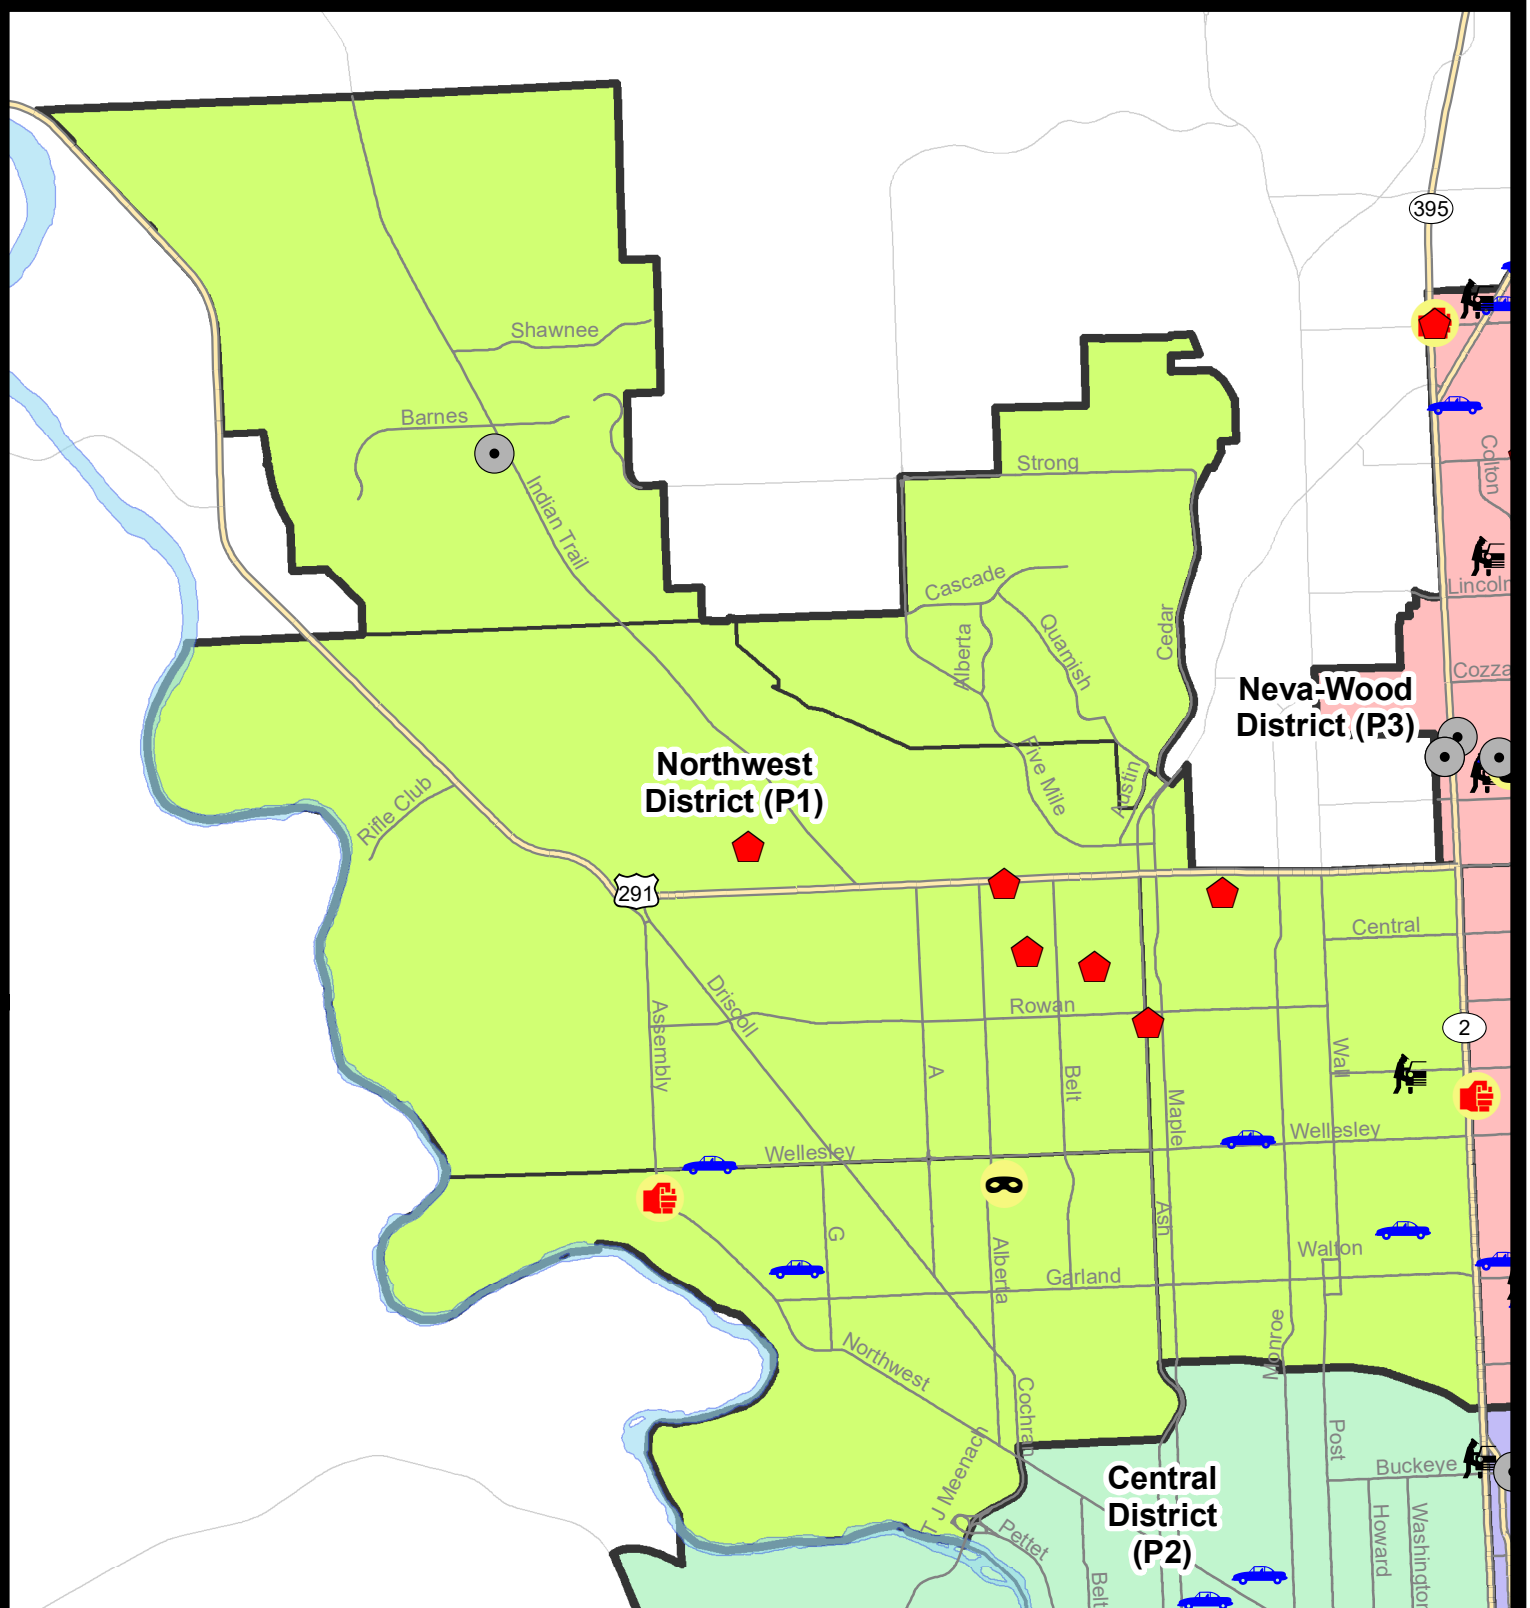 395
Shawnee
Barnes
Colton
Strong
Indian Trail
Cascade
Lincoln
Cedar
Alberta
Quamish
Cozza
Neva-Wood
District (P3)
Northwest
District (P1)
Five Mile
Austin
Rifle Club
291
Central
Driscoll
Rowan
Assembly
2
Wall
A
Belt
Maple
Wellesley
Wellesley
Ash
G
Alberta
Walton
Garland
Monroe
Northwest
Cochran
Post
T J Meenach
Buckeye
Central
District
(P2)
Pettet
Howard
Washington
Belt